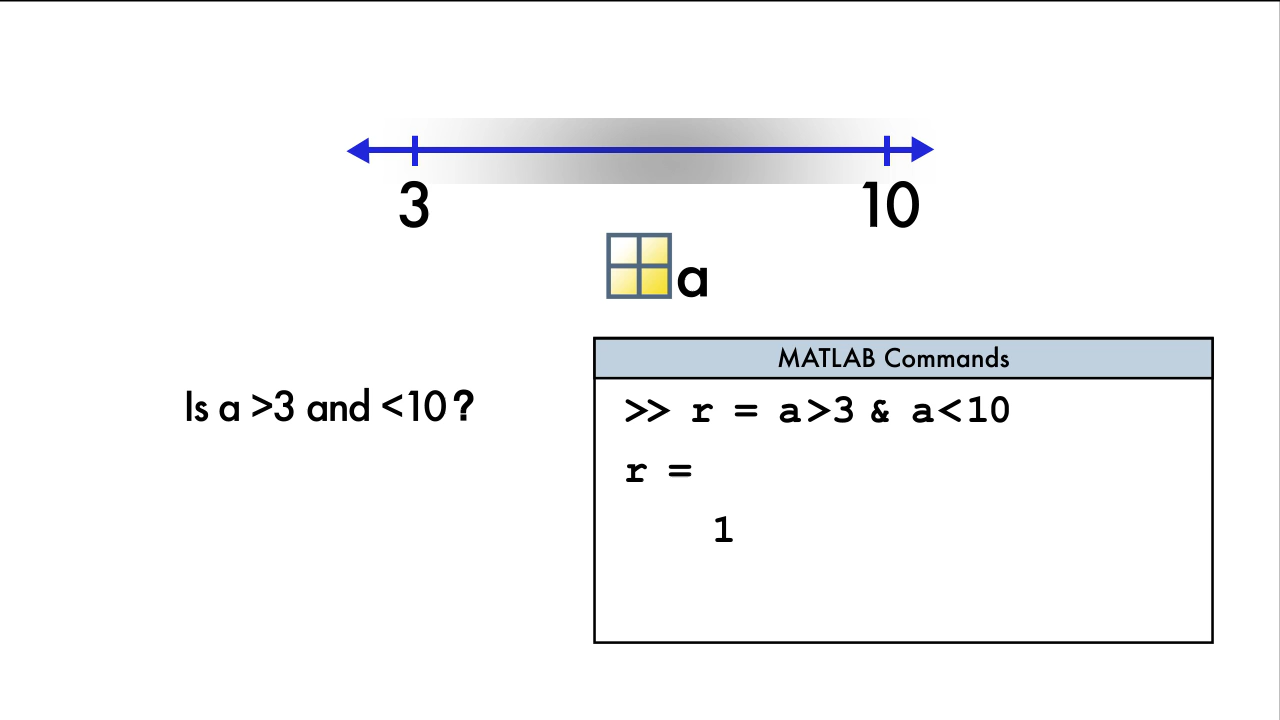 3 10
a
MATLAB Commands
Is a >3 and <10?
>> r = a>3 & a<10
r =
1